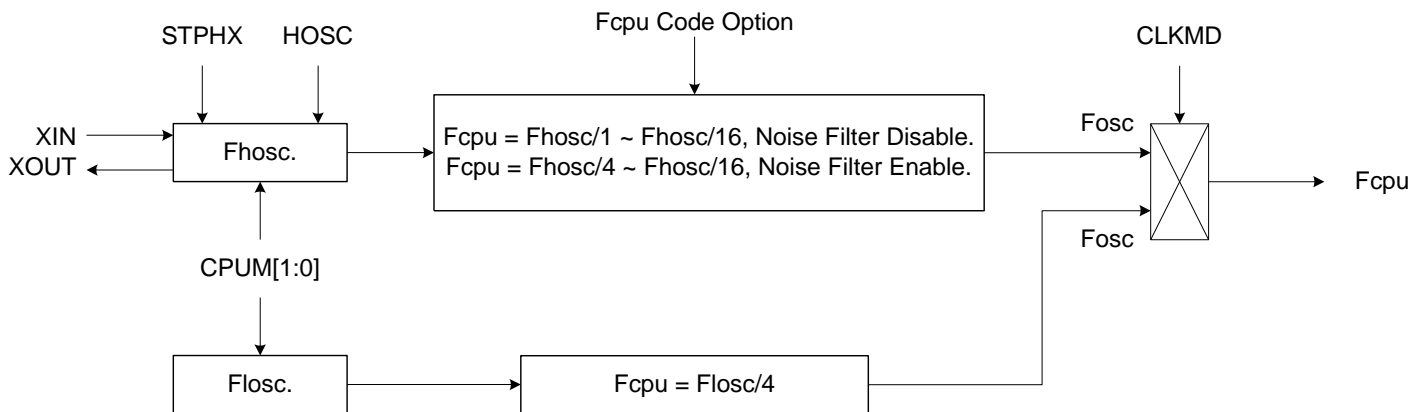 Fcpu Code Option
STPHX
HOSC
CLKMD
XIN
XOUT
Fhosc.
Fcpu = Fhosc/1 ~ Fhosc/16, Noise Filter Disable.
Fcpu = Fhosc/4 ~ Fhosc/16, Noise Filter Enable.
Fosc
Fcpu
Fosc
CPUM[1:0]
Flosc.
Fcpu = Flosc/4